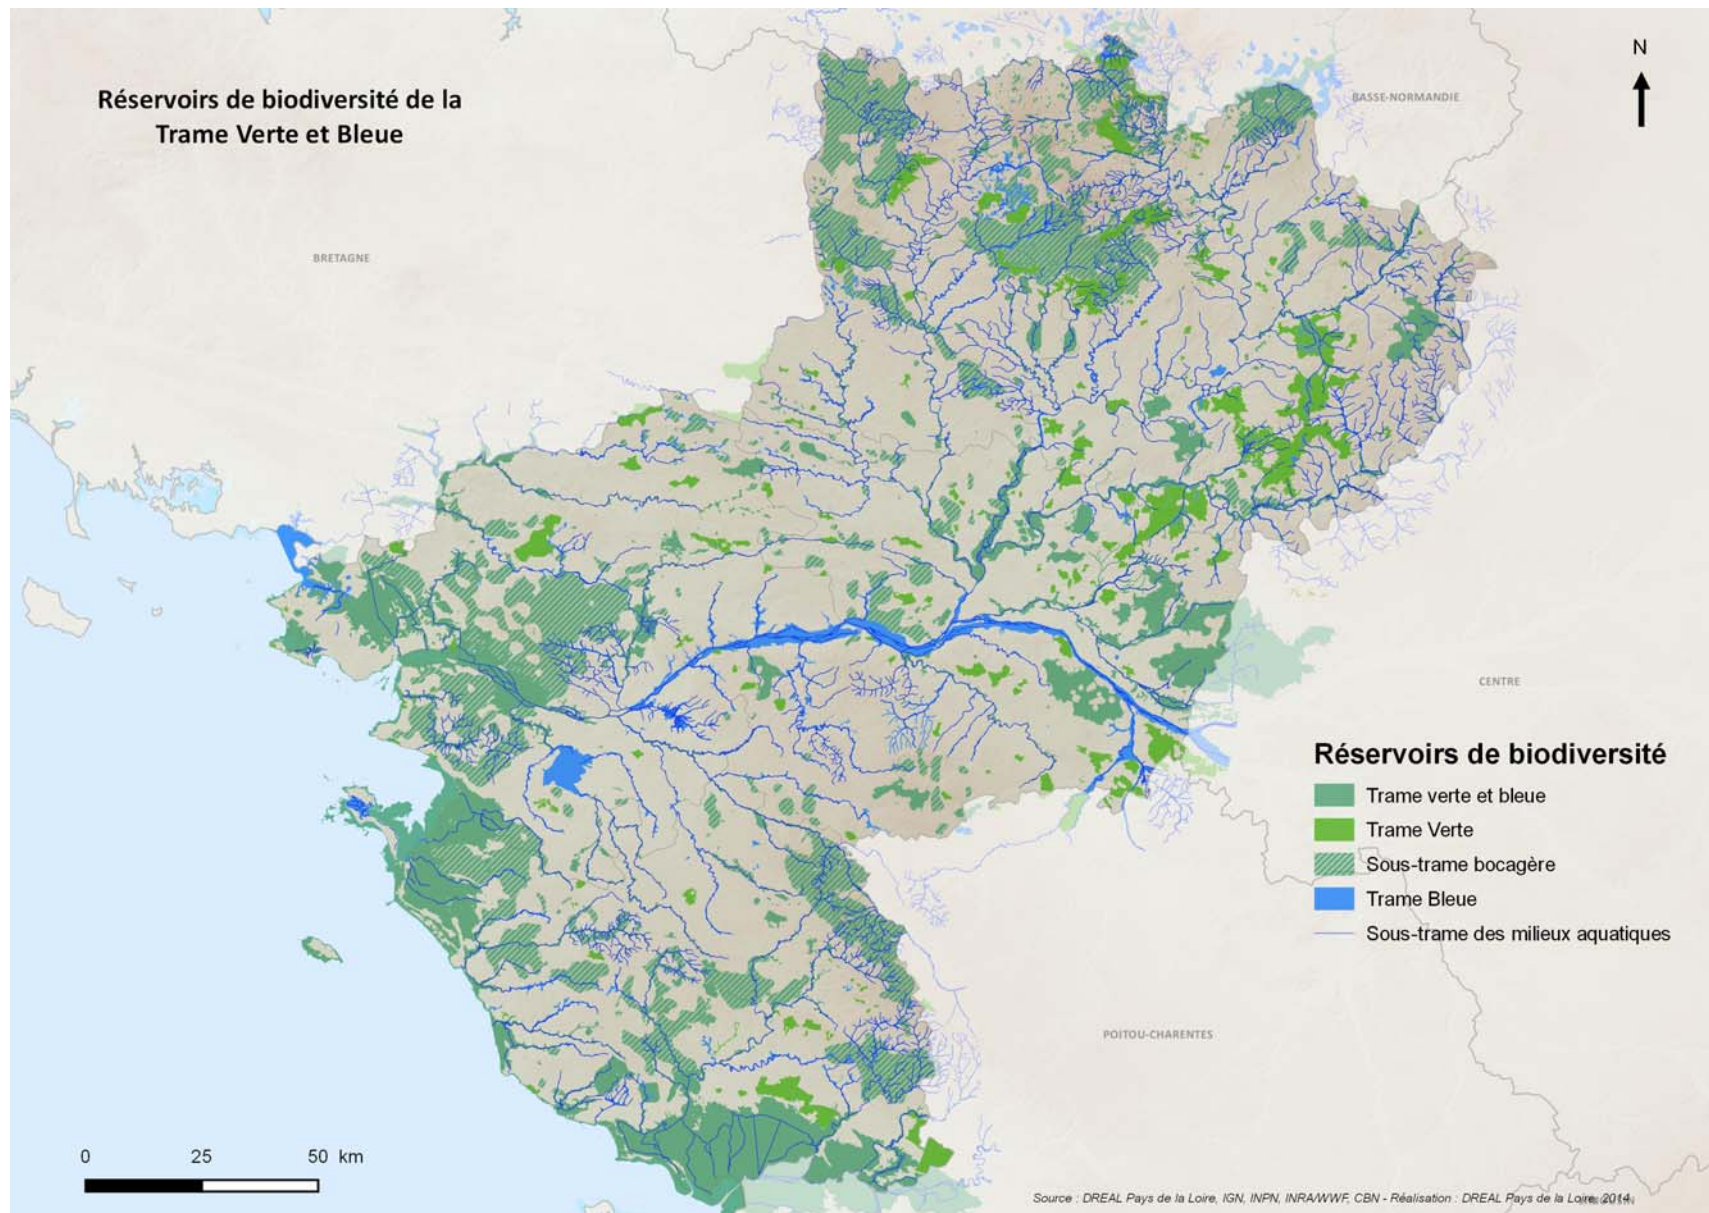 Réservoirs de biodiversité de la
Trame Verte et Bleue
N
BASSE-NORMANDIE
BRETAGNE
CENTRE
Réservoirs de biodiversité
Trame verte et bleue
Trame Verte
Sous-trame bocagère
Trame Bleue
Sous-trame des milieux aquatiques
POITOU-CHARENTES
0 25 50 km
Source : DREAL Pays de la Loire, IGN, INPN, INRA/WWF, CBN - Réalisation : DREAL Pays de la Loire, 2014